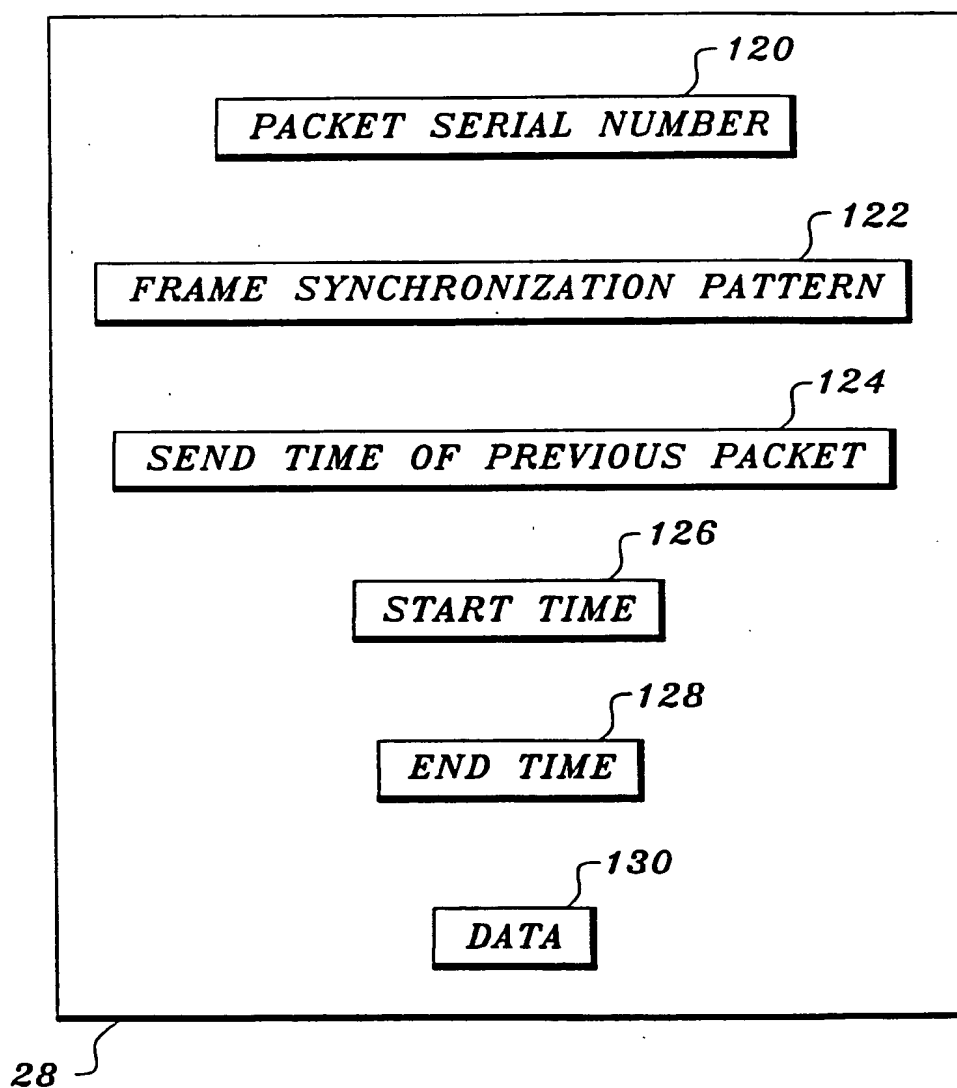 120
PACKET SERIAL NUMBER
122
FRAME SYNCHRONIZATION PATTERN
124
SEND TIME OF PREVIOUS PACKET
126
START TIME
128
END TIME
130
DATA
28